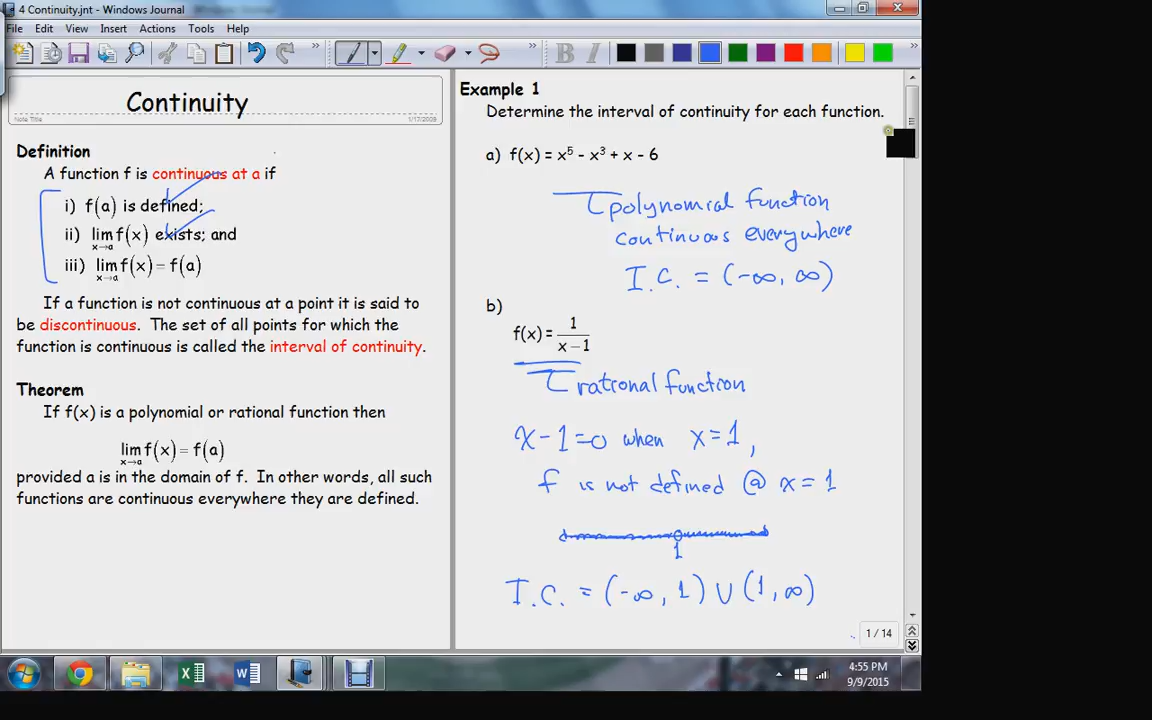 4 Continuity.jnt - Windows Journal
File Edit View Insert Actions Tools Help
Continuity
Note Title
1/17/2009
Definition
A function f is continuous at a if
i) f(a) is defined;
ii) lim f(x) exists; and
x→a
iii) lim f(x) = f(a)
x→a
If a function is not continuous at a point it is said to
be discontinuous. The set of all points for which the
function is continuous is called the interval of continuity.
Theorem
If f(x) is a polynomial or rational function then
lim f(x) = f(a)
x→a
provided a is in the domain of f. In other words, all such
functions are continuous everywhere they are defined.
Example 1
Determine the interval of continuity for each function.
a) f(x) = x⁵ - x³ + x - 6
polynomial function
continuous everywhere
I.C. = (-∞, ∞)
b)
f(x) = 1/(x - 1)
rational function
x - 1 = 0 when x = 1,
f is not defined @ x = 1
1
I.C. = (-∞, 1) ∪ (1, ∞)
1 / 14
4:55 PM
9/9/2015